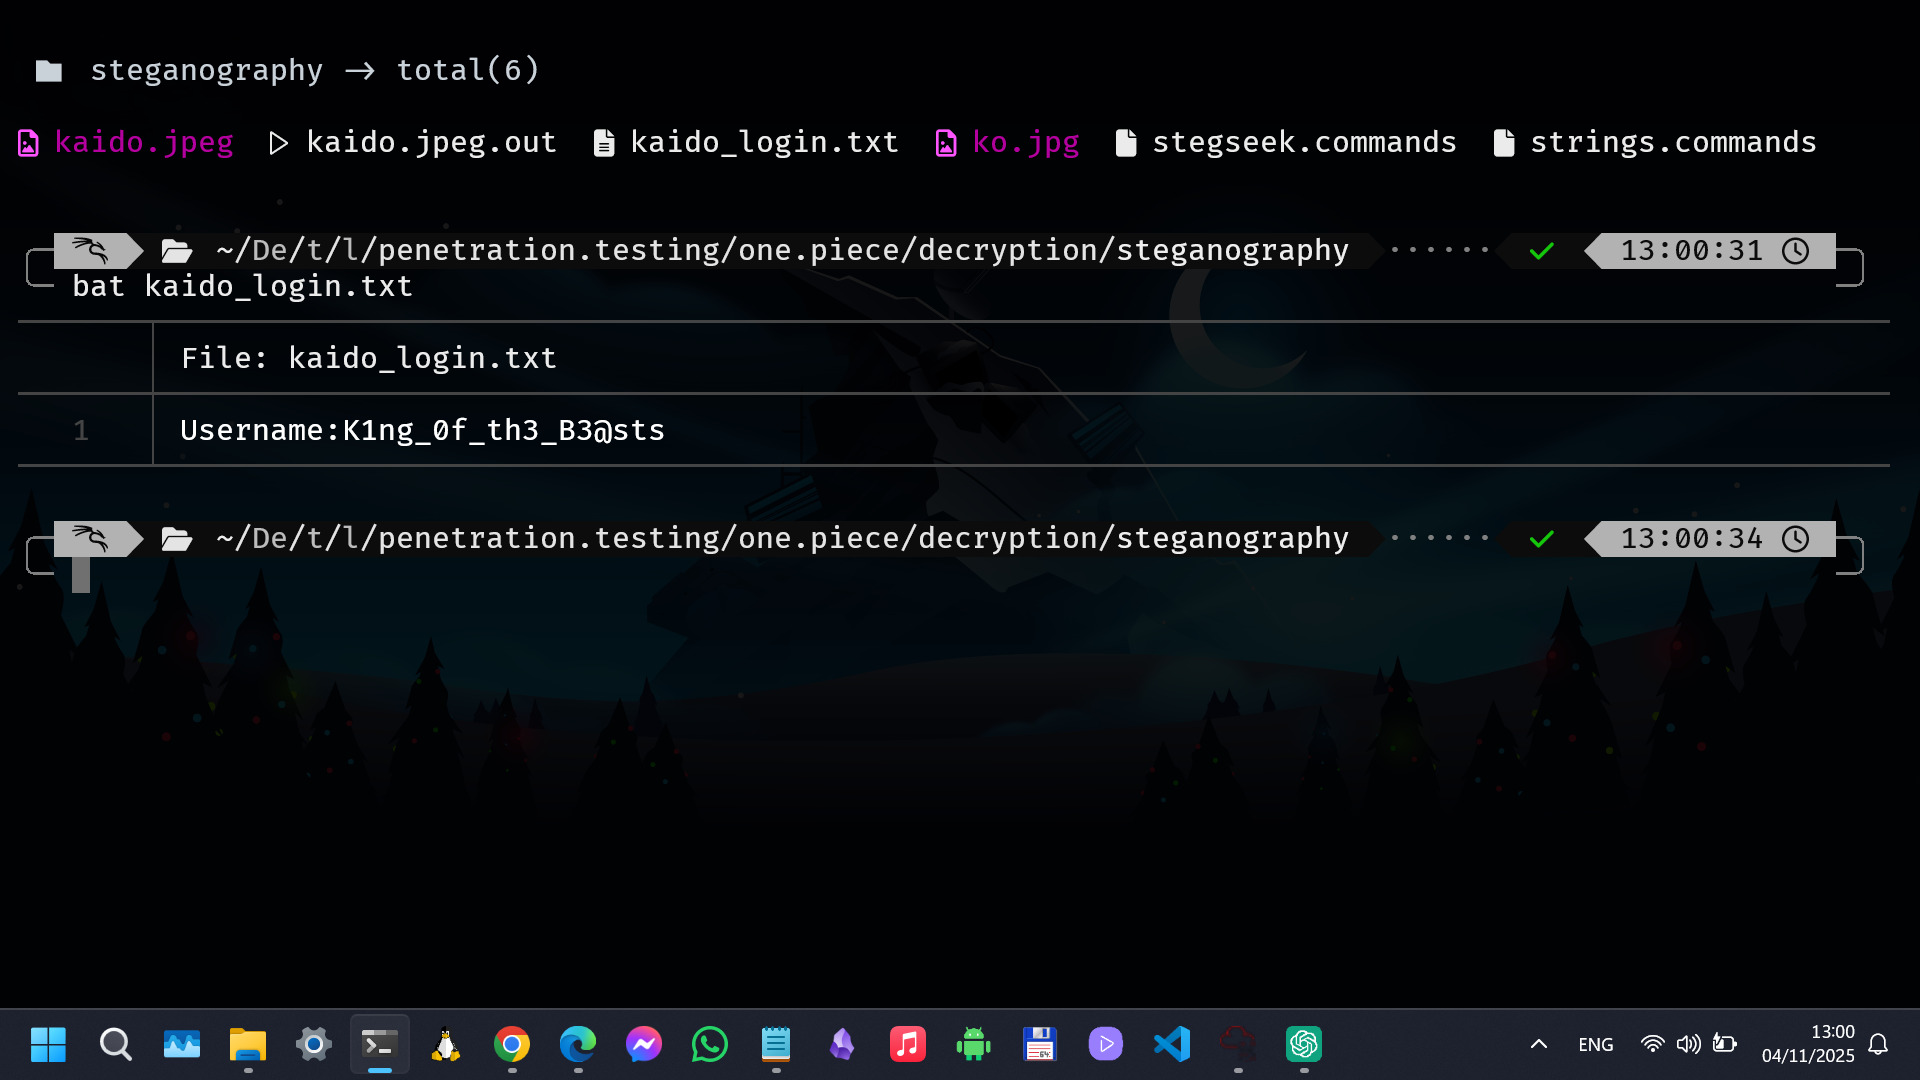 steganography → total(6)
kaido.jpeg kaido.jpeg.out kaido_login.txt ko.jpg stegseek.commands strings.commands
~/De/t/l/penetration.testing/one.piece/decryption/steganography ······ ✓ 13:00:31
bat kaido_login.txt
File: kaido_login.txt
1 Username:K1ng_0f_th3_B3@sts
~/De/t/l/penetration.testing/one.piece/decryption/steganography ······ ✓ 13:00:34
64
ENG
13:00
04/11/2025